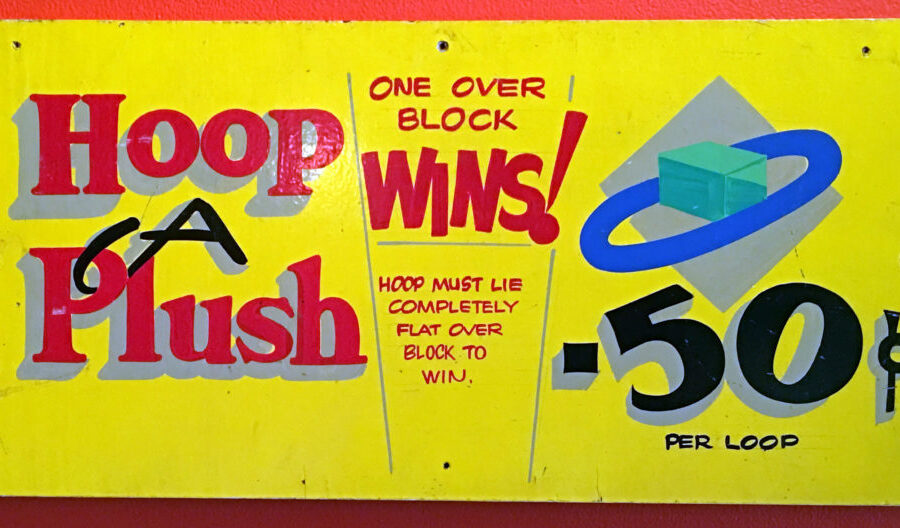 Hoop
A
Plush
ONE OVER
BLOCK
WINS!
HOOP MUST LIE
COMPLETELY
FLAT OVER
BLOCK TO
WIN.
.50¢
PER LOOP